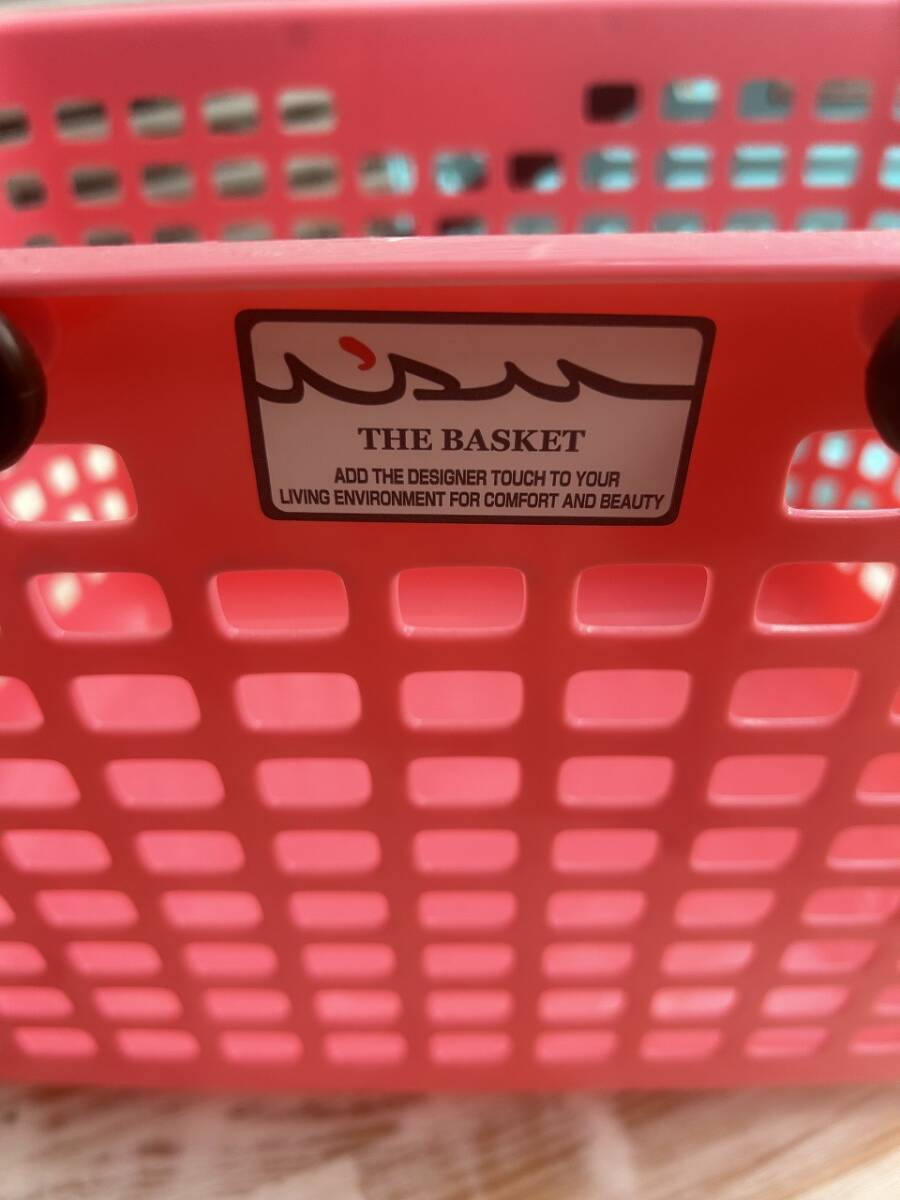 THE BASKET
ADD THE DESIGNER TOUCH TO YOUR
LIVING ENVIRONMENT FOR COMFORT AND BEAUTY